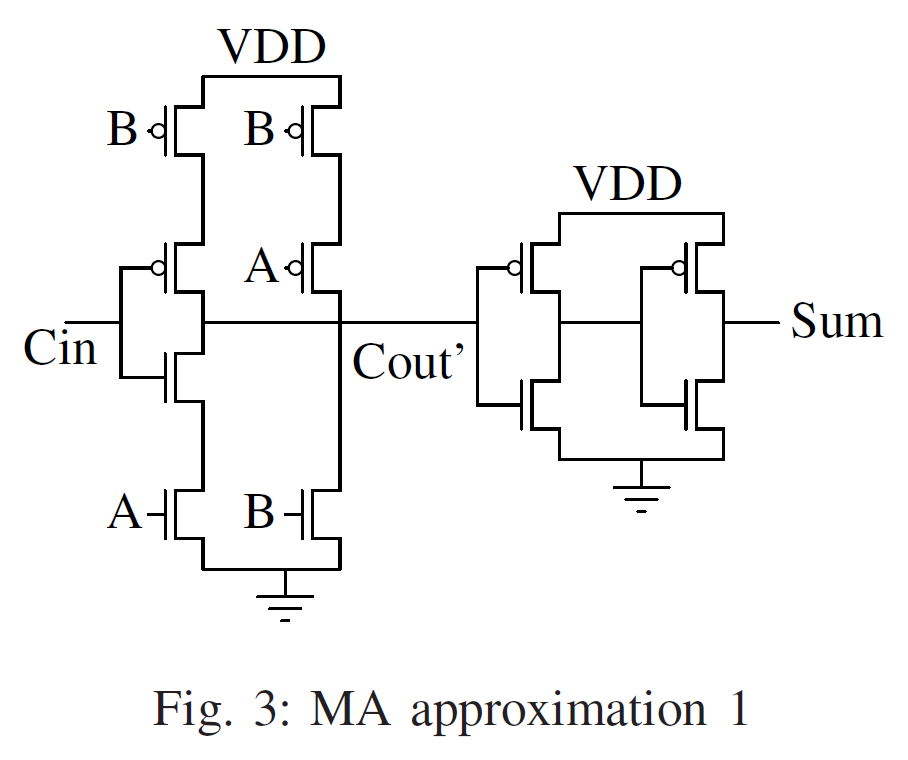 VDD
B
B
VDD
A
Sum
Cin
Cout’
A
B
Fig. 3: MA approximation 1